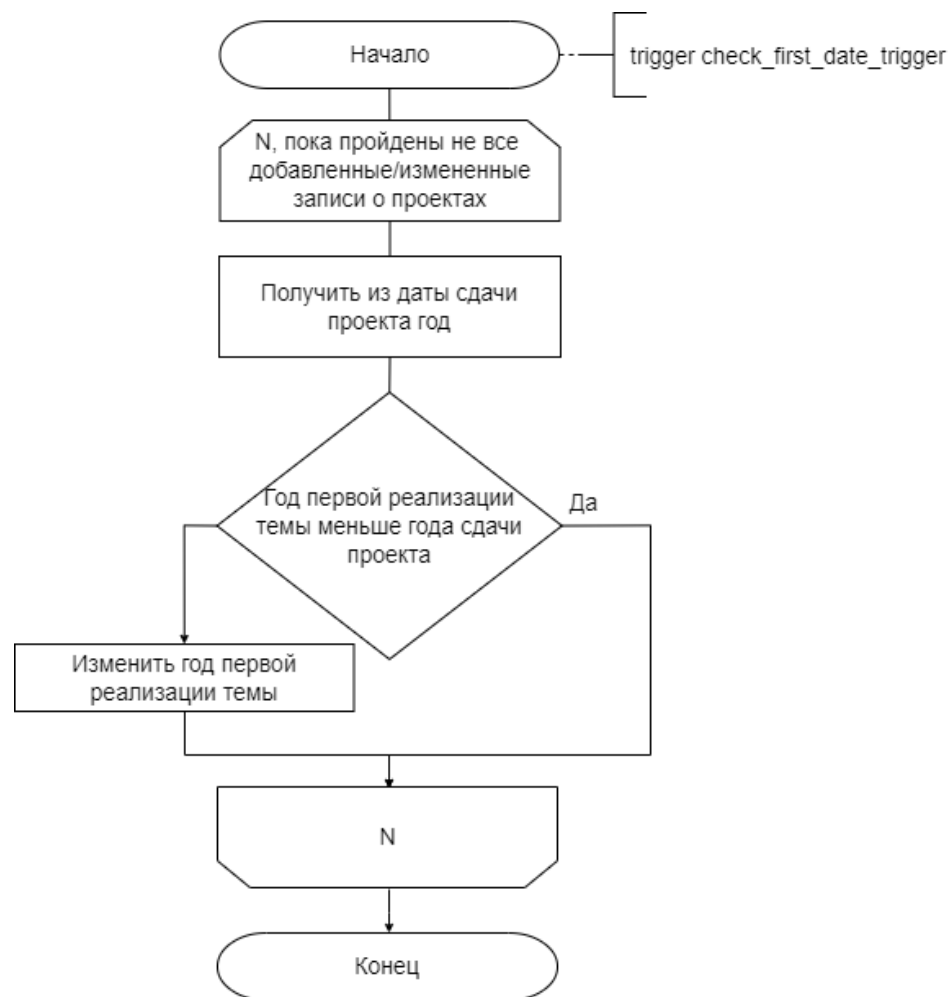 Начало
trigger check_first_date_trigger
N, пока пройдены не все
добавленные/измененные
записи о проектах
Получить из даты сдачи
проекта год
Год первой реализации
темы меньше года сдачи
проекта
Да
Изменить год первой
реализации темы
N
Конец